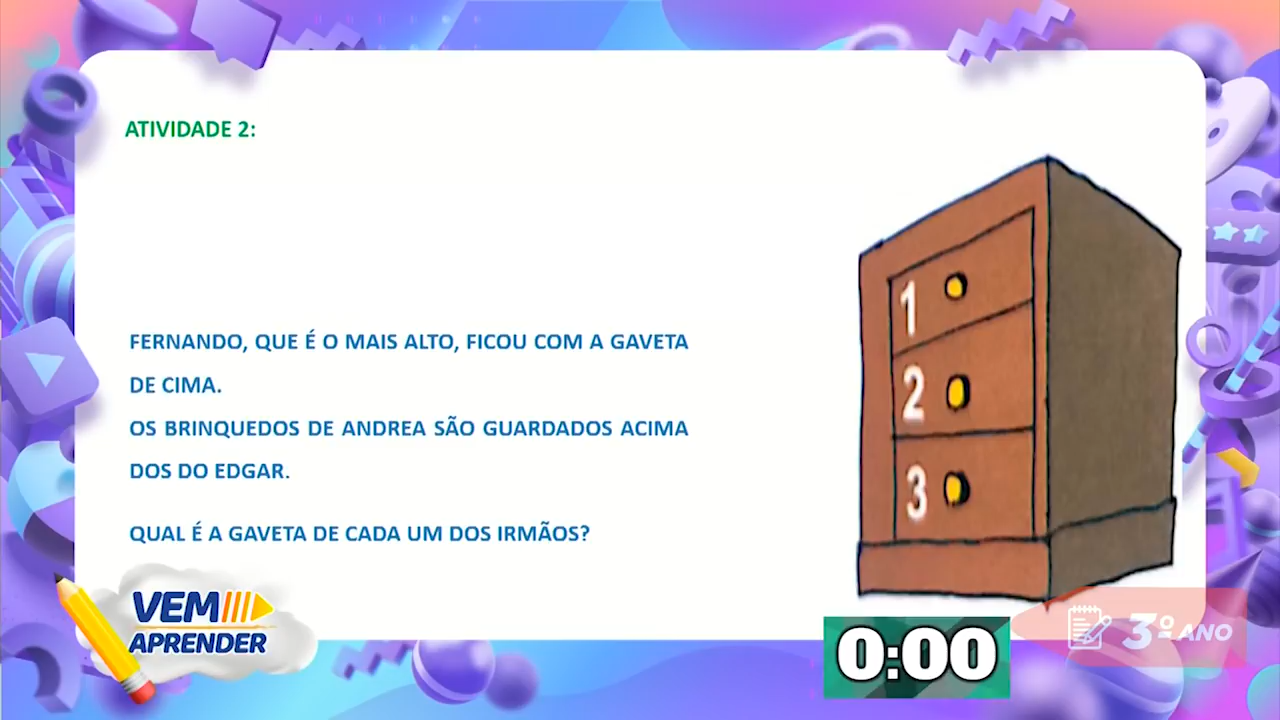 ATIVIDADE 2:
FERNANDO, QUE É O MAIS ALTO, FICOU COM A GAVETA
DE CIMA.
OS BRINQUEDOS DE ANDREA SÃO GUARDADOS ACIMA
DOS DO EDGAR.
QUAL É A GAVETA DE CADA UM DOS IRMÃOS?
1
2
3
VEM
APRENDER
0:00
3º ANO